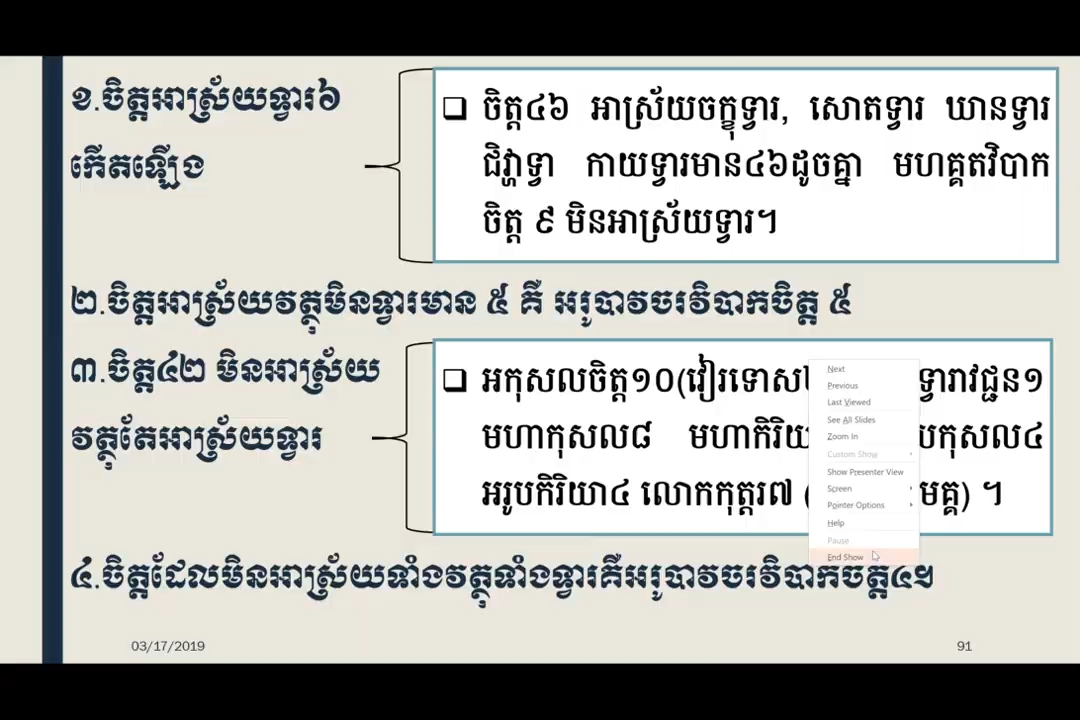 ខ.ចិត្តអាស្រ័យទ្វារ៦
កើតឡើង
ចិត្ត៤៦ អាស្រ័យចក្ខុទ្វារ, សោតទ្វារ ឃានទ្វារ
ជិវ្ហាទ្វា កាយទ្វារមាន៤៦ដូចគ្នា មហគ្គតវិបាក
ចិត្ត ៩ មិនអាស្រ័យទ្វារ។
២.ចិត្តអាស្រ័យវត្ថុមិនទ្វារមាន ៥ គឺ អរូបាវចរវិបាកចិត្ត ៥
៣.ចិត្ត៤២ មិនអាស្រ័យ
វត្ថុតែអាស្រ័យទ្វារ
អកុសលចិត្ត១០(វៀរទោស ទ្វារាវជ្ជន១
មហាកុសល៨ មហាកិរិយ បកុសល៤
អរូបកិរិយា៤ លោកកុត្តរ៧ ( មគ្គ) ។
៤.ចិត្តដែលមិនអាស្រ័យទាំងវត្ថុទាំងទ្វារគឺអរូបាវចរវិបាកចត្ត៤។
Next
Previous
Last Viewed
See All Slides
Zoom In
Custom Show
Show Presenter View
Screen
Pointer Options
Help
Pause
End Show
03/17/2019
91